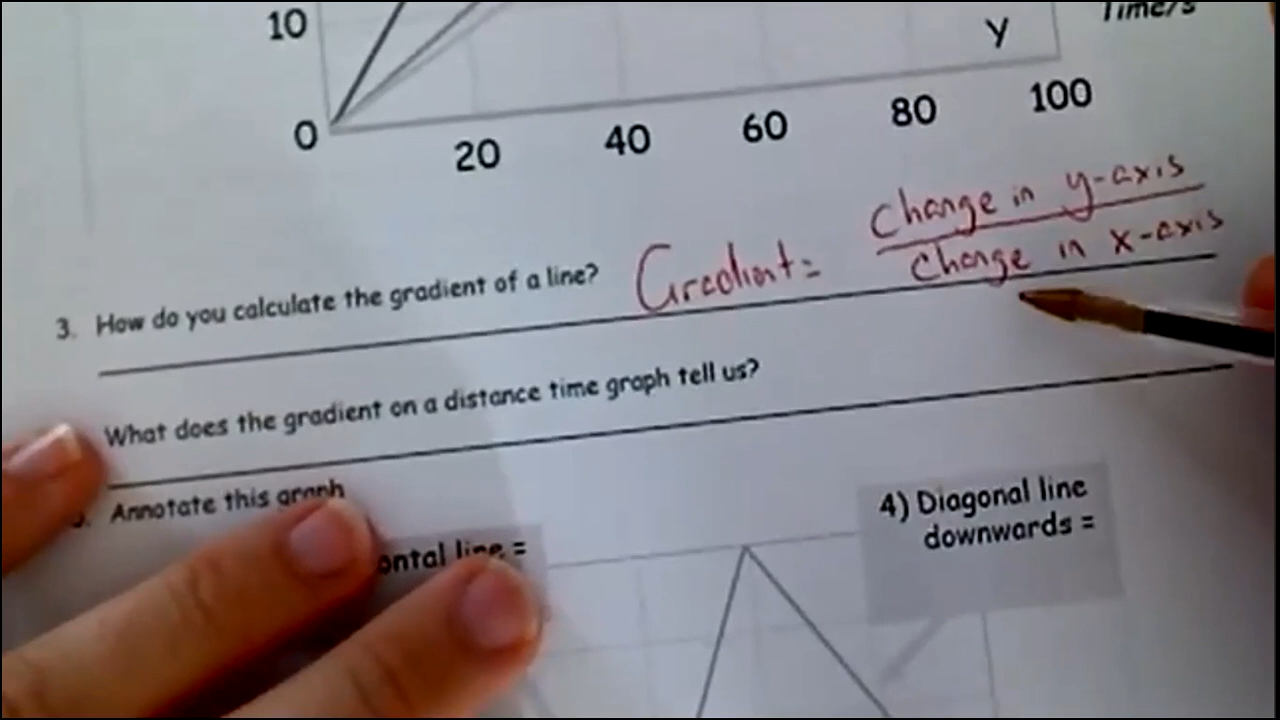 10
Time/s
Y
0
20 40 60 80 100
3. How do you calculate the gradient of a line? Gradient = change in y-axis
change in x-axis
What does the gradient on a distance time graph tell us?
Annotate this graph
ontal line =
4) Diagonal line
downwards =